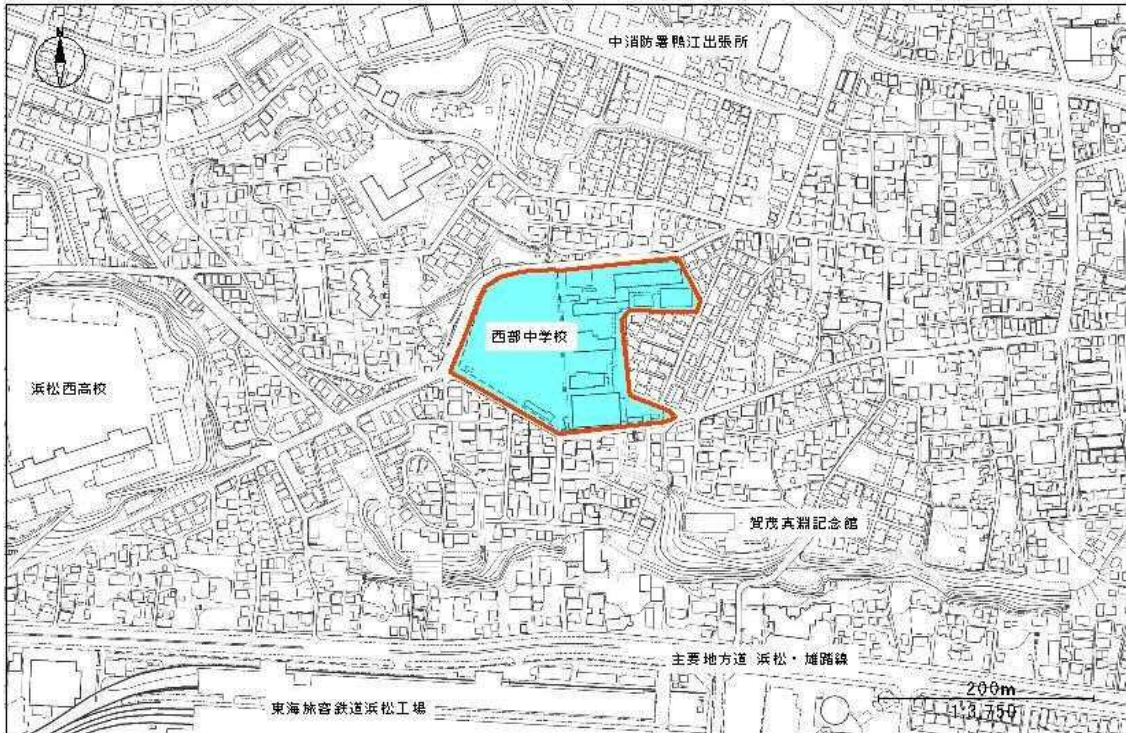 中消防署鴨江出張所
西部中学校
浜松西高校
賀茂真淵記念館
主要地方道 浜松・雄踏線
200m
1:3,750
東海旅客鉄道浜松工場